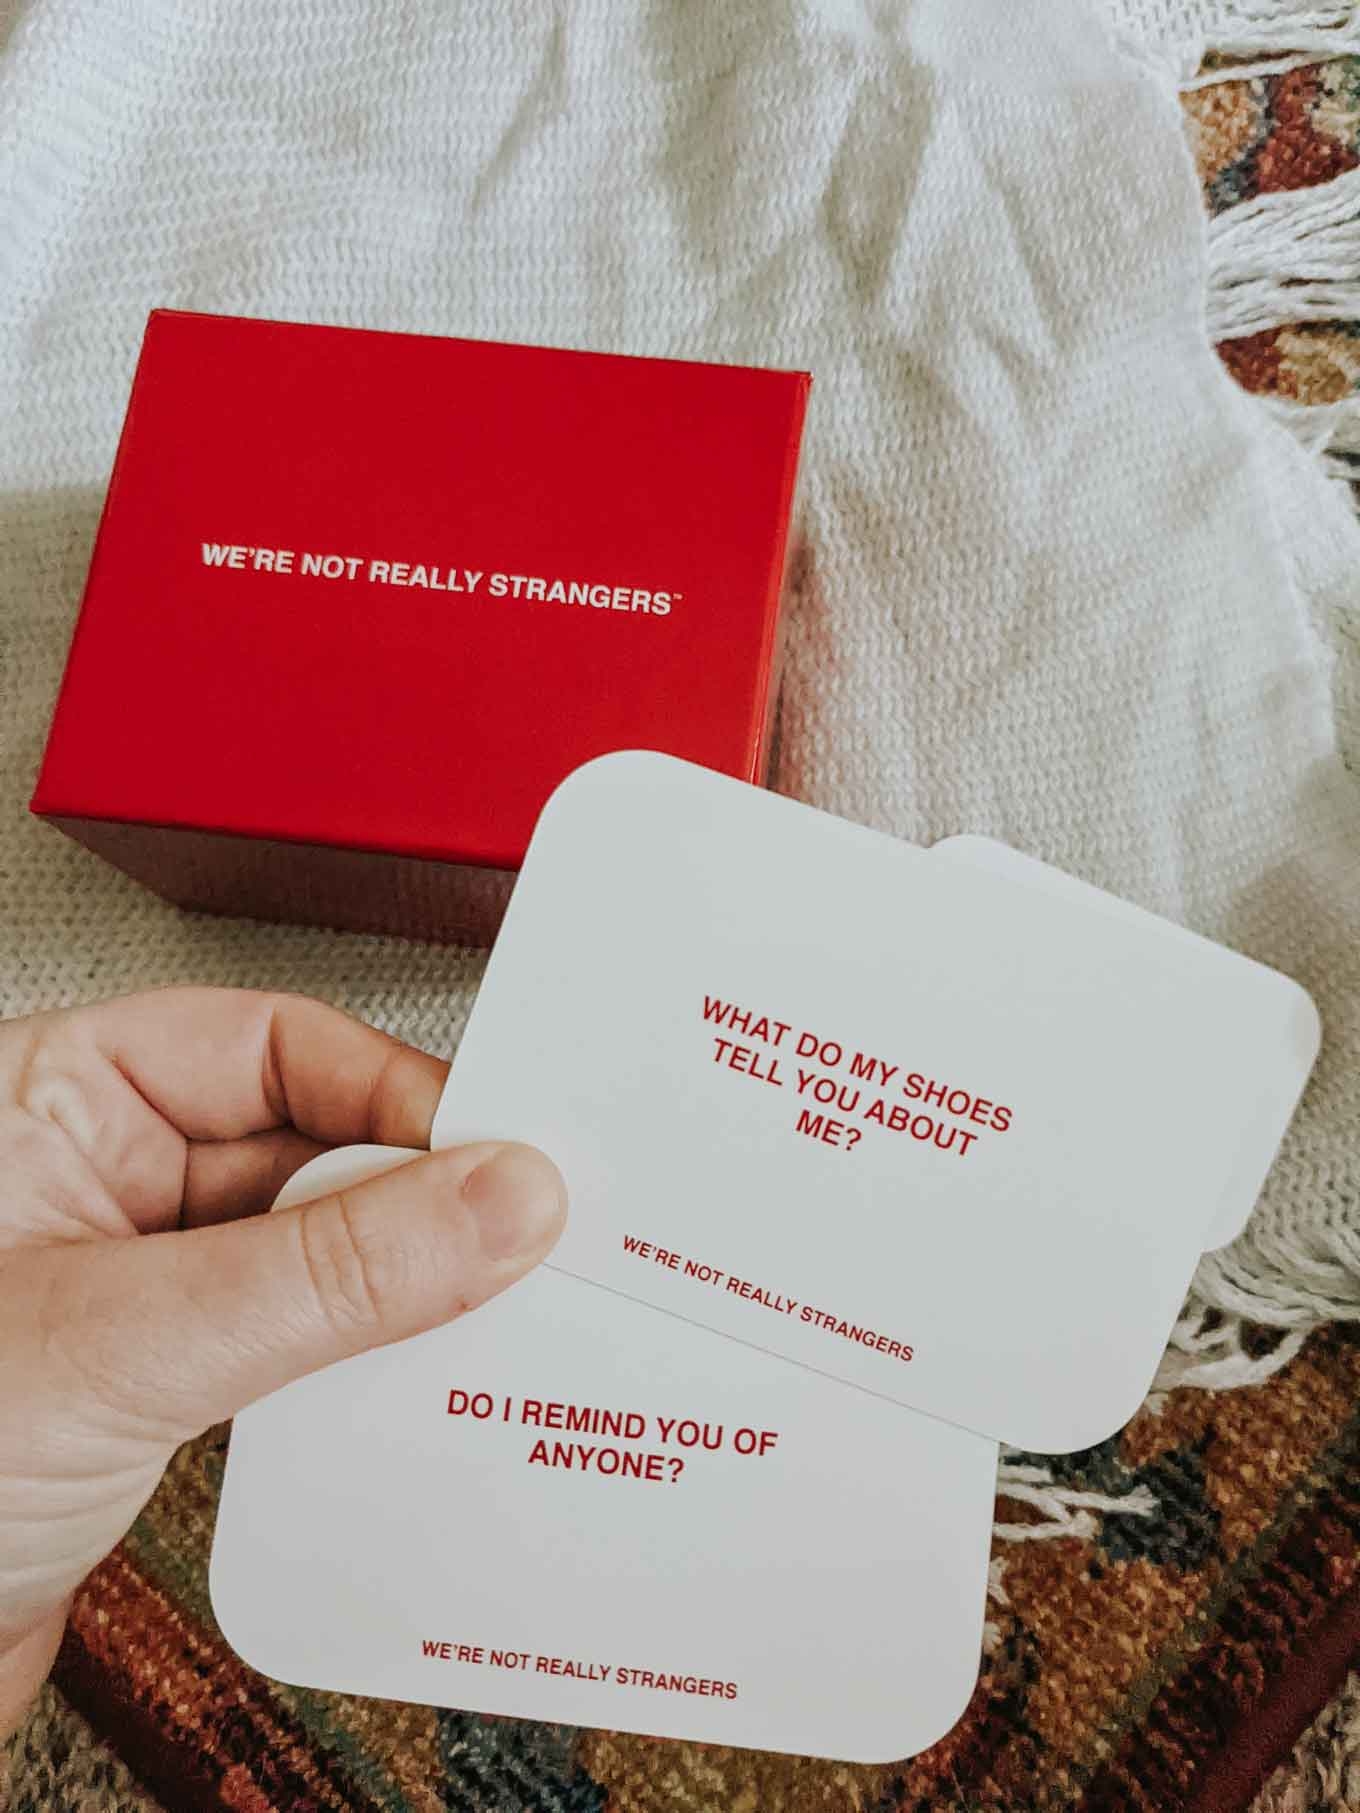 WE'RE NOT REALLY STRANGERS™
WHAT DO MY SHOES
TELL YOU ABOUT
ME?
WE'RE NOT REALLY STRANGERS
DO I REMIND YOU OF
ANYONE?
WE'RE NOT REALLY STRANGERS